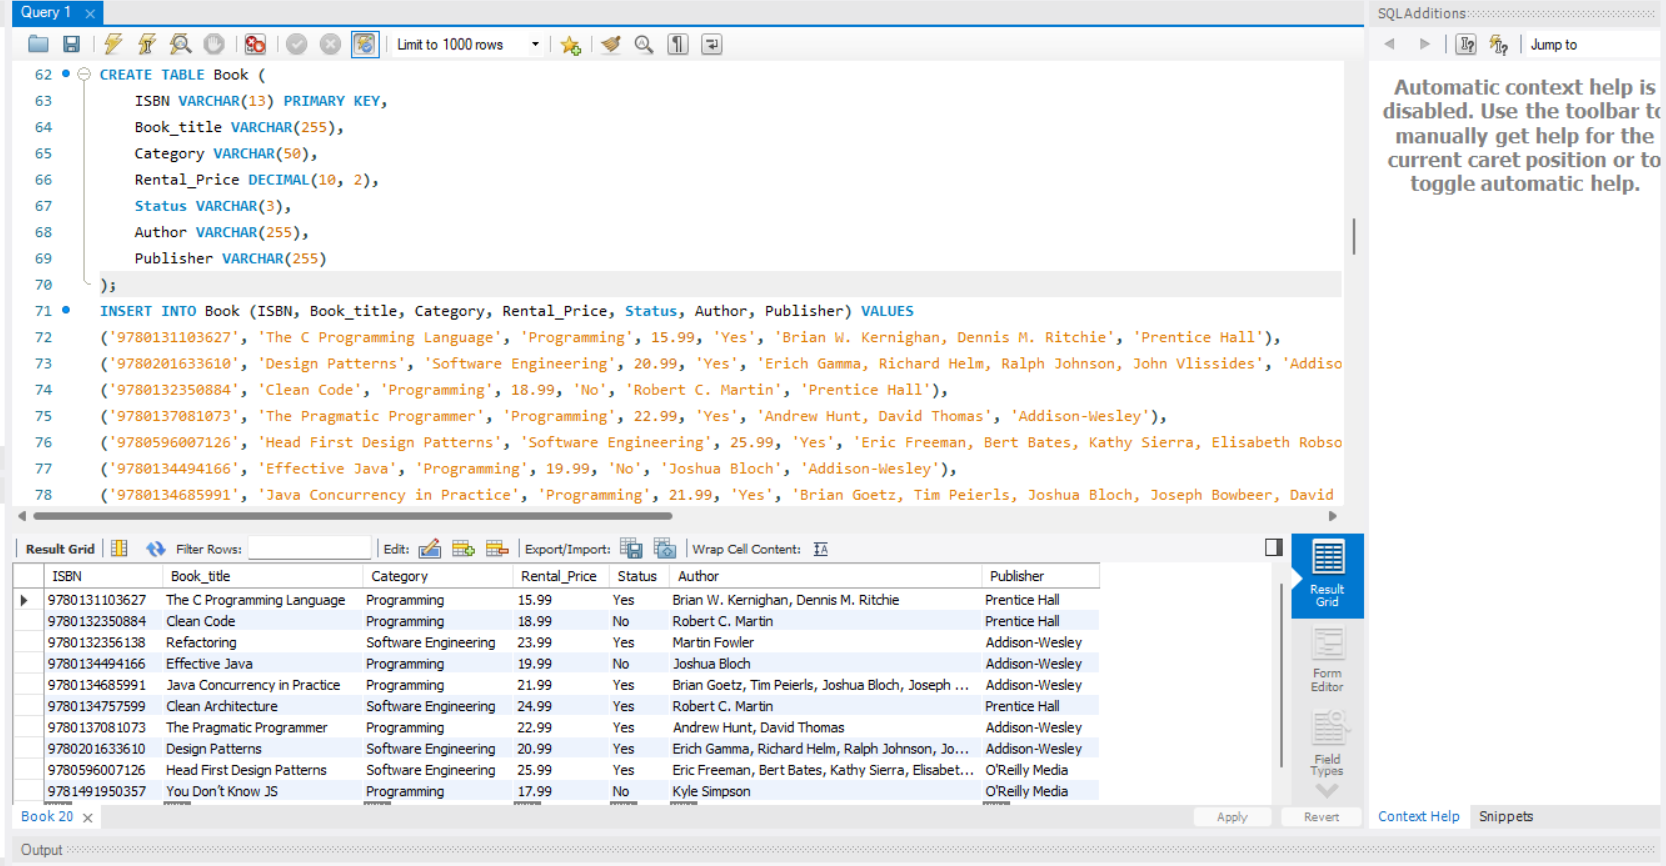 Query 1
SQLAdditions
Limit to 1000 rows
Jump to
62 CREATE TABLE Book (
63 ISBN VARCHAR(13) PRIMARY KEY,
64 Book_title VARCHAR(255),
65 Category VARCHAR(50),
66 Rental_Price DECIMAL(10, 2),
67 Status VARCHAR(3),
68 Author VARCHAR(255),
69 Publisher VARCHAR(255)
70 );
71 INSERT INTO Book (ISBN, Book_title, Category, Rental_Price, Status, Author, Publisher) VALUES
72 ('9780131103627', 'The C Programming Language', 'Programming', 15.99, 'Yes', 'Brian W. Kernighan, Dennis M. Ritchie', 'Prentice Hall'),
73 ('9780201633610', 'Design Patterns', 'Software Engineering', 20.99, 'Yes', 'Erich Gamma, Richard Helm, Ralph Johnson, John Vlissides', 'Addiso
74 ('9780132350884', 'Clean Code', 'Programming', 18.99, 'No', 'Robert C. Martin', 'Prentice Hall'),
75 ('9780137081073', 'The Pragmatic Programmer', 'Programming', 22.99, 'Yes', 'Andrew Hunt, David Thomas', 'Addison-Wesley'),
76 ('9780596007126', 'Head First Design Patterns', 'Software Engineering', 25.99, 'Yes', 'Eric Freeman, Bert Bates, Kathy Sierra, Elisabeth Robso
77 ('9780134494166', 'Effective Java', 'Programming', 19.99, 'No', 'Joshua Bloch', 'Addison-Wesley'),
78 ('9780134685991', 'Java Concurrency in Practice', 'Programming', 21.99, 'Yes', 'Brian Goetz, Tim Peierls, Joshua Bloch, Joseph Bowbeer, David
Automatic context help is
disabled. Use the toolbar to
manually get help for the
current caret position or to
toggle automatic help.
Result Grid Filter Rows: Edit: Export/Import: Wrap Cell Content:
ISBN Book_title Category Rental_Price Status Author Publisher
9780131103627 The C Programming Language Programming 15.99 Yes Brian W. Kernighan, Dennis M. Ritchie Prentice Hall
9780132350884 Clean Code Programming 18.99 No Robert C. Martin Prentice Hall
9780132356138 Refactoring Software Engineering 23.99 Yes Martin Fowler Addison-Wesley
9780134494166 Effective Java Programming 19.99 No Joshua Bloch Addison-Wesley
9780134685991 Java Concurrency in Practice Programming 21.99 Yes Brian Goetz, Tim Peierls, Joshua Bloch, Joseph ... Addison-Wesley
9780134757599 Clean Architecture Software Engineering 24.99 Yes Robert C. Martin Prentice Hall
9780137081073 The Pragmatic Programmer Programming 22.99 Yes Andrew Hunt, David Thomas Addison-Wesley
9780201633610 Design Patterns Software Engineering 20.99 Yes Erich Gamma, Richard Helm, Ralph Johnson, Jo... Addison-Wesley
9780596007126 Head First Design Patterns Software Engineering 25.99 Yes Eric Freeman, Bert Bates, Kathy Sierra, Elisabet... O'Reilly Media
9781491950357 You Don't Know JS Programming 17.99 No Kyle Simpson O'Reilly Media
Result
Grid
Form
Editor
Field
Types
Book 20
Apply
Revert
Context Help
Snippets
Output